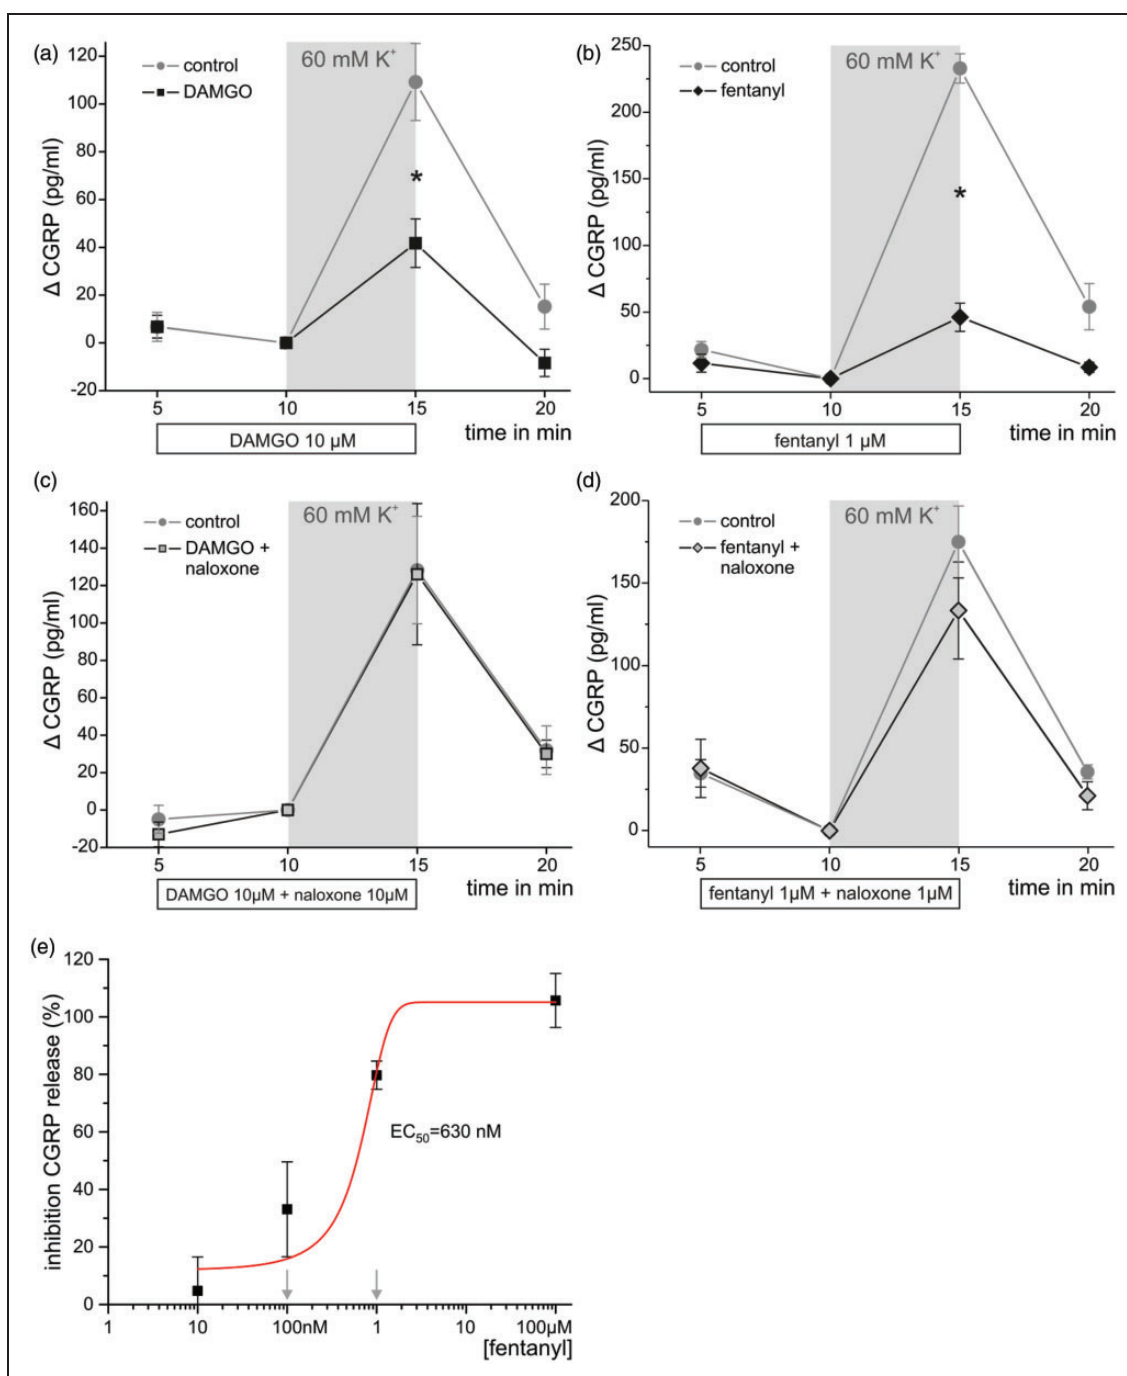 (a)
120
100
80
60
40
20
0
-20
Δ CGRP (pg/ml)
control
DAMGO
60 mM K⁺
*
5
10
15
20
time in min
DAMGO 10 µM
(b)
250
200
150
100
50
0
Δ CGRP (pg/ml)
control
fentanyl
60 mM K⁺
*
5
10
15
20
time in min
fentanyl 1 µM
(c)
160
140
120
100
80
60
40
20
0
-20
Δ CGRP (pg/ml)
control
DAMGO +
naloxone
60 mM K⁺
5
10
15
20
time in min
DAMGO 10µM + naloxone 10µM
(d)
200
150
100
50
0
Δ CGRP (pg/ml)
control
fentanyl +
naloxone
60 mM K⁺
5
10
15
20
time in min
fentanyl 1µM + naloxone 1µM
(e)
120
100
80
60
40
20
0
inhibition CGRP release (%)
EC₅₀=630 nM
1
10
100nM
1
10
100µM
[fentanyl]